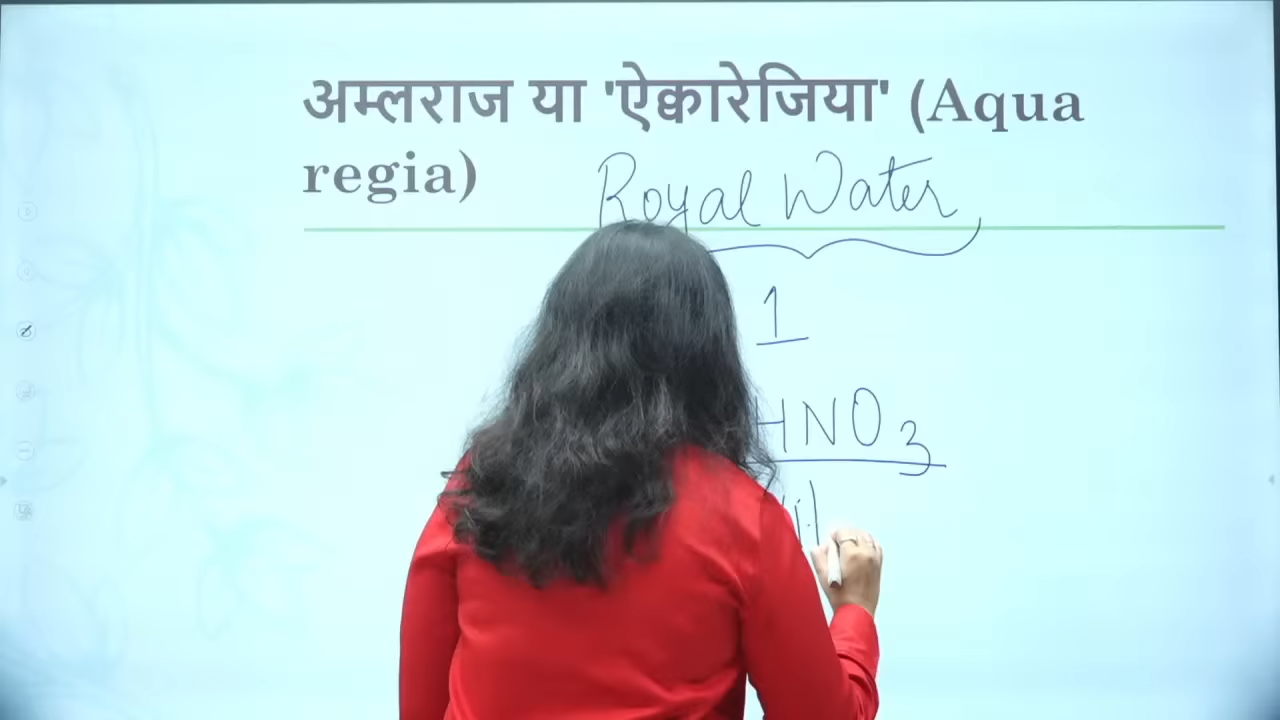 अम्लराज या 'ऐक्वारेजिया' (Aqua
regia)
Royal Water
1
HNO3